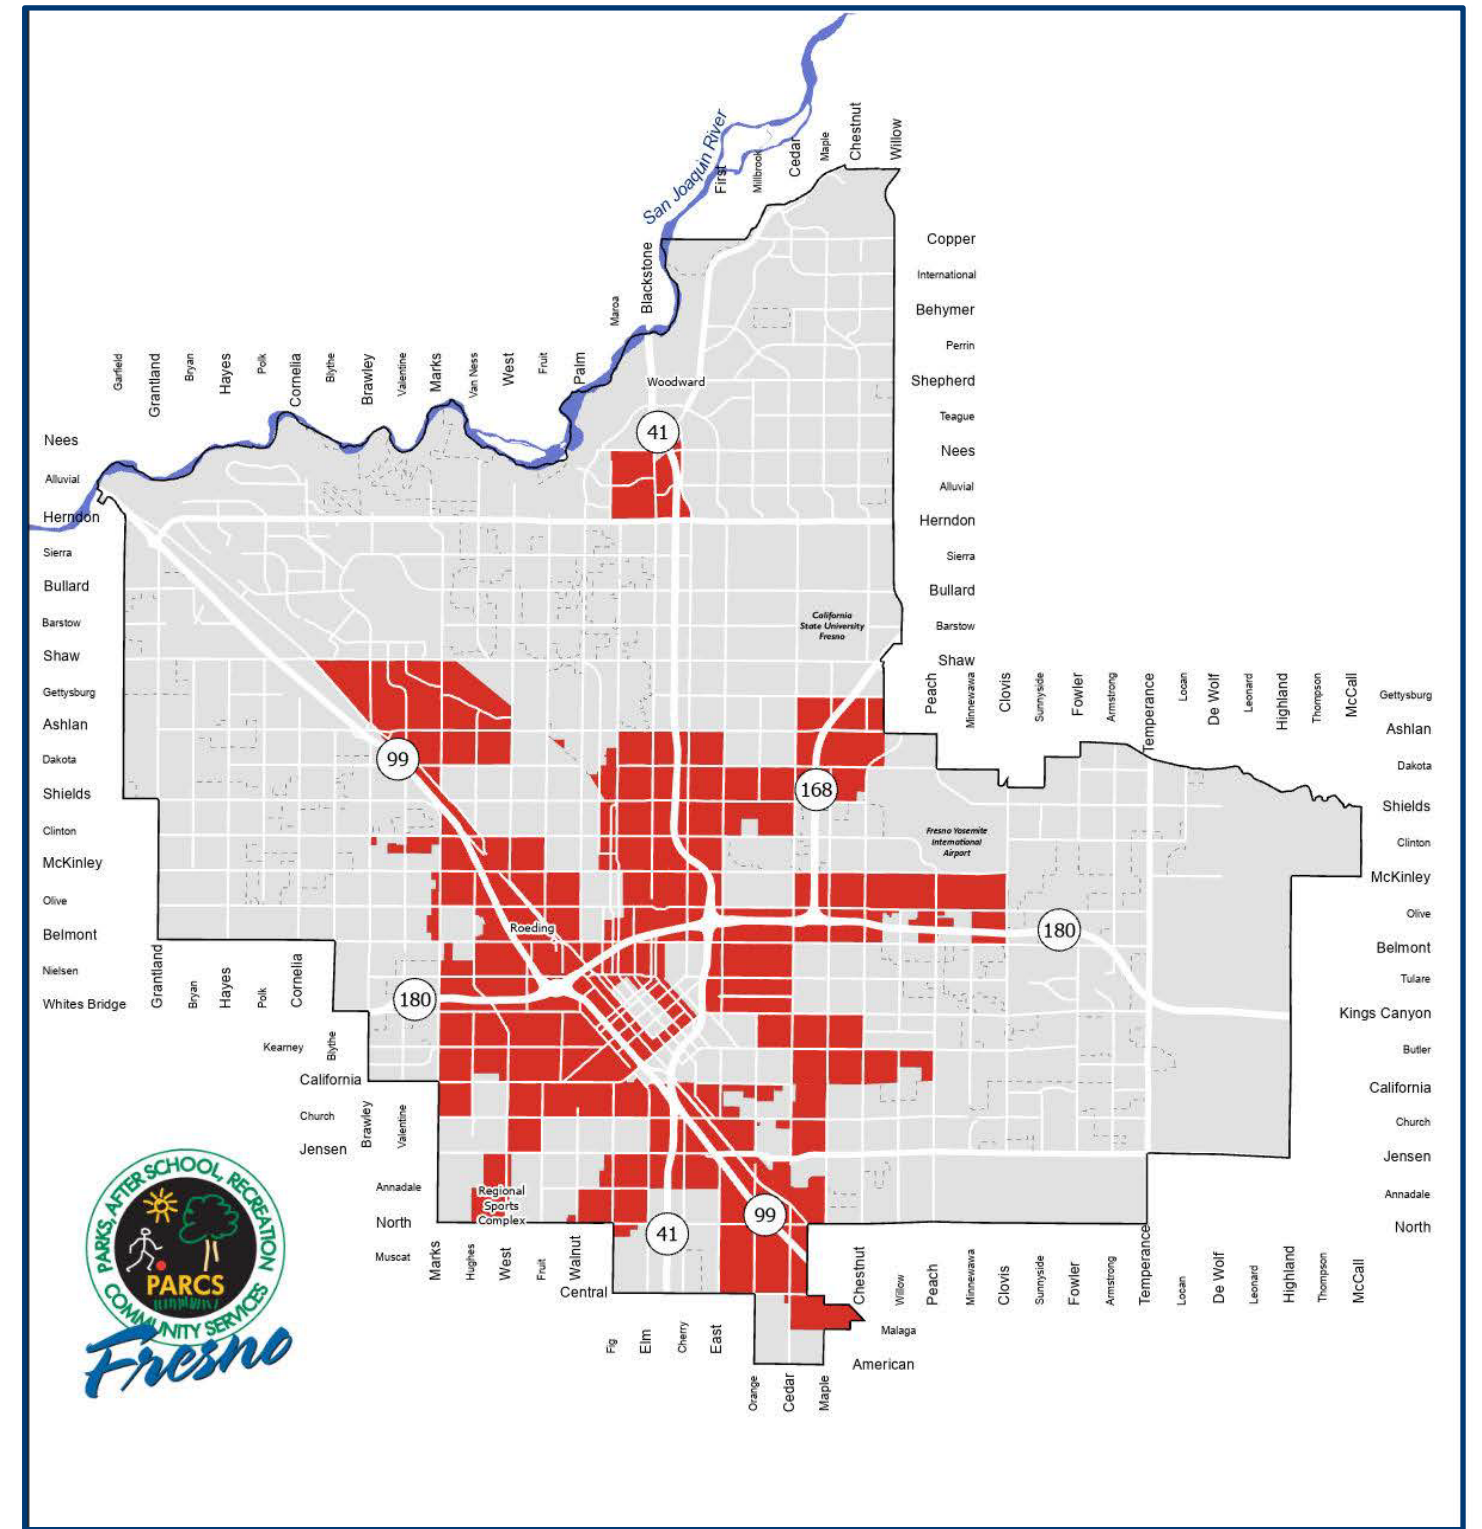 San Joaquin River
First
Millbrook
Cedar
Maple
Chestnut
Willow
Maroa
Blackstone
Copper
International
Behymer
Perrin
Shepherd
Teague
Nees
Alluvial
Herndon
Sierra
Bullard
Barstow
Shaw
Garfield
Grantland
Bryan
Hayes
Polk
Cornelia
Blythe
Brawley
Valentine
Marks
Van Ness
West
Fruit
Palm
Woodward
41
Nees
Alluvial
Herndon
Sierra
Bullard
Barstow
Shaw
Gettysburg
Ashlan
Dakota
Shields
Clinton
McKinley
Olive
Belmont
Nielsen
Whites Bridge
California
State University
Fresno
Peach
Minnewawa
Clovis
Sunnyside
Fowler
Armstrong
Temperance
Locan
De Wolf
Leonard
Highland
Thompson
McCall
Gettysburg
Ashlan
Dakota
Shields
Clinton
McKinley
Olive
Belmont
Tulare
Kings Canyon
Butler
California
Church
Jensen
Annadale
North
99
168
Fresno Yosemite
International
Airport
Roeding
180
180
Grantland
Bryan
Hayes
Polk
Cornelia
Kearney
Blythe
California
Church
Brawley
Valentine
Jensen
Annadale
North
Muscat
Regional
Sports
Complex
41
99
Marks
Hughes
West
Fruit
Walnut
Central
Fig
Elm
Cherry
East
Orange
Cedar
Maple
Malaga
American
Chestnut
Willow
Peach
Minnewawa
Clovis
Sunnyside
Fowler
Armstrong
Temperance
Locan
De Wolf
Leonard
Highland
Thompson
McCall
PARKS, AFTER SCHOOL, RECREATION
COMMUNITY SERVICES
PARCS
Fresno